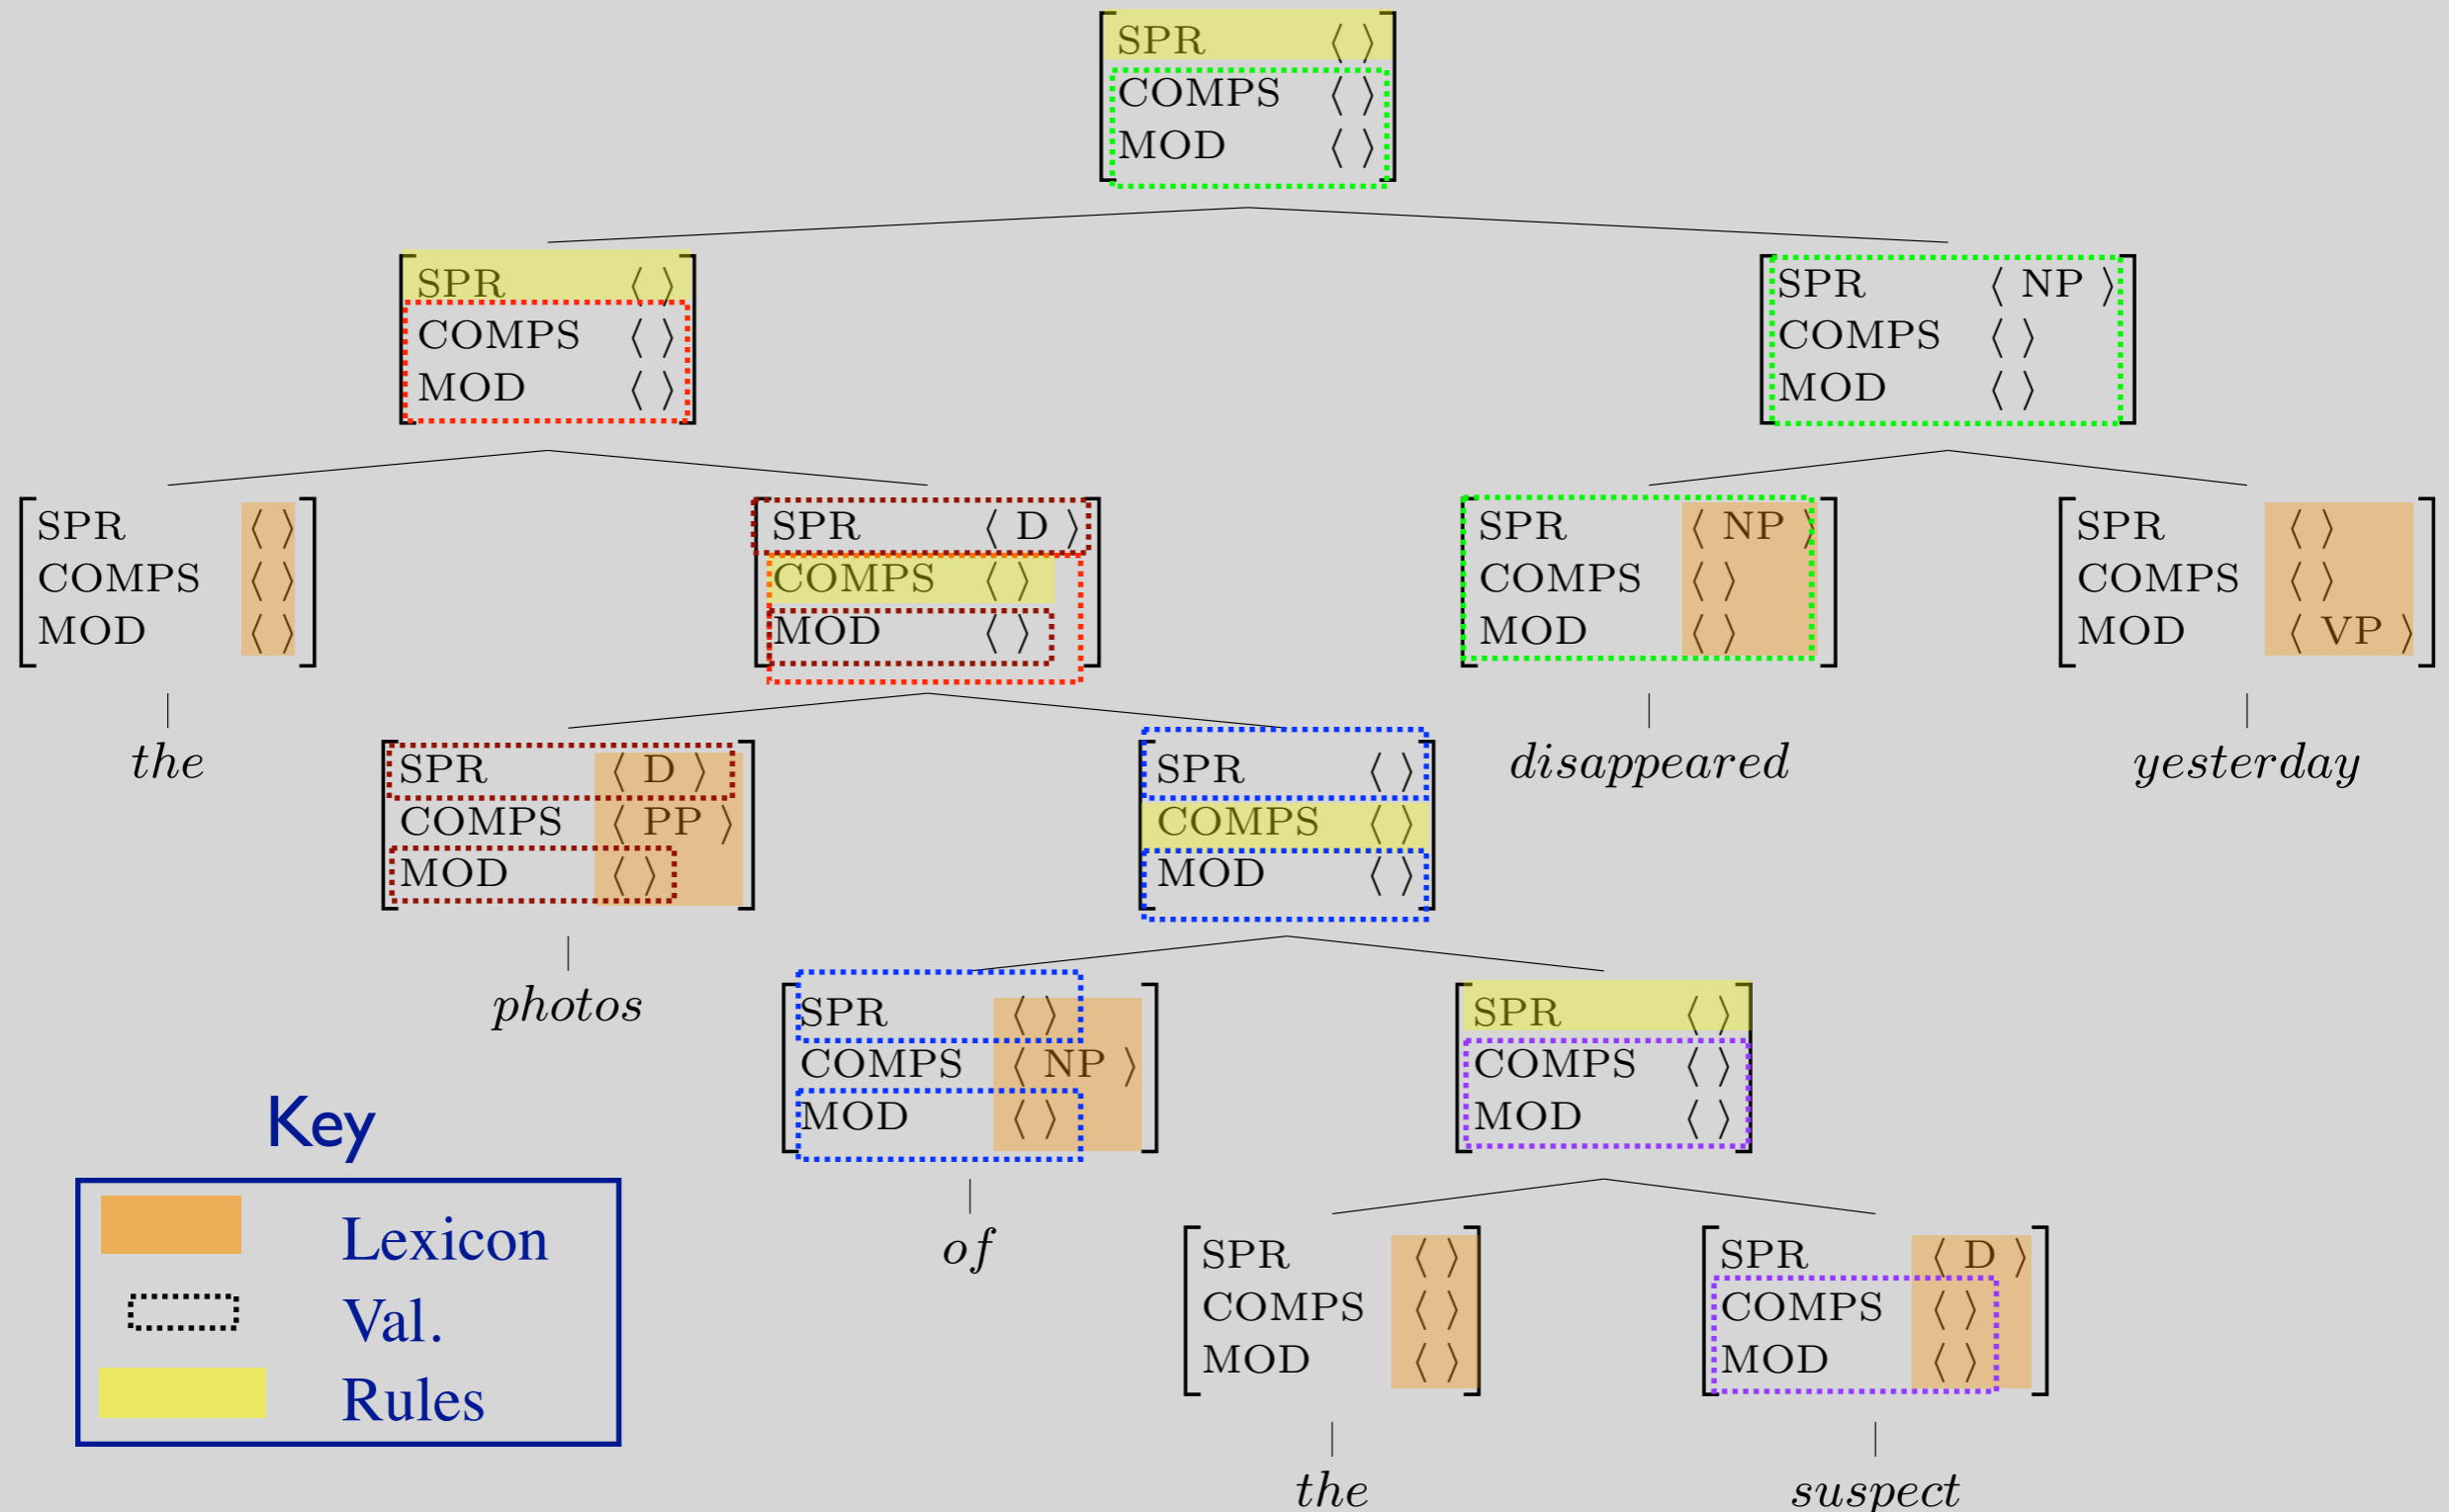 SPR ⟨ ⟩
COMPS ⟨ ⟩
MOD ⟨ ⟩
SPR ⟨ ⟩
COMPS ⟨ ⟩
MOD ⟨ ⟩
SPR ⟨ NP ⟩
COMPS ⟨ ⟩
MOD ⟨ ⟩
SPR ⟨ ⟩
COMPS ⟨ ⟩
MOD ⟨ ⟩
the
SPR ⟨ D ⟩
COMPS ⟨ ⟩
MOD ⟨ ⟩
SPR ⟨ NP ⟩
COMPS ⟨ ⟩
MOD ⟨ ⟩
disappeared
SPR ⟨ ⟩
COMPS ⟨ ⟩
MOD ⟨ VP ⟩
yesterday
SPR ⟨ D ⟩
COMPS ⟨ PP ⟩
MOD ⟨ ⟩
photos
SPR ⟨ ⟩
COMPS ⟨ ⟩
MOD ⟨ ⟩
SPR ⟨ ⟩
COMPS ⟨ NP ⟩
MOD ⟨ ⟩
of
SPR ⟨ ⟩
COMPS ⟨ ⟩
MOD ⟨ ⟩
SPR ⟨ ⟩
COMPS ⟨ ⟩
MOD ⟨ ⟩
the
SPR ⟨ D ⟩
COMPS ⟨ ⟩
MOD ⟨ ⟩
suspect
Key
Lexicon
Val.
Rules